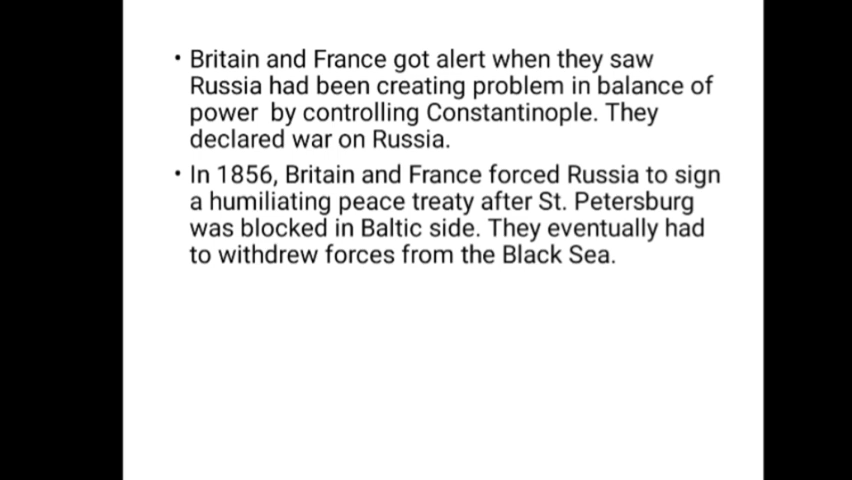 • Britain and France got alert when they saw
Russia had been creating problem in balance of
power  by controlling Constantinople. They
declared war on Russia.
• In 1856, Britain and France forced Russia to sign
a humiliating peace treaty after St. Petersburg
was blocked in Baltic side. They eventually had
to withdrew forces from the Black Sea.